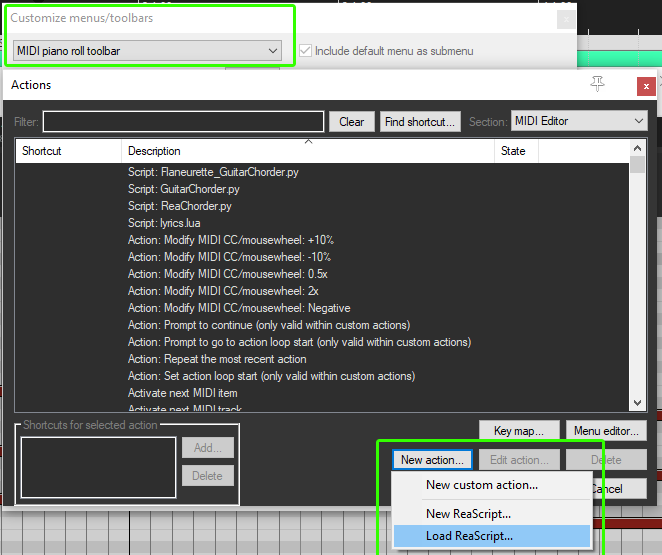 Customize menus/toolbars
MIDI piano roll toolbar
Include default menu as submenu
Actions
Filter:
Clear
Find shortcut...
Section:
MIDI Editor
Shortcut
Description
State
Script: Flaneurette_GuitarChorder.py
Script: GuitarChorder.py
Script: ReaChorder.py
Script: lyrics.lua
Action: Modify MIDI CC/mousewheel: +10%
Action: Modify MIDI CC/mousewheel: -10%
Action: Modify MIDI CC/mousewheel: 0.5x
Action: Modify MIDI CC/mousewheel: 2x
Action: Modify MIDI CC/mousewheel: Negative
Action: Prompt to continue (only valid within custom actions)
Action: Prompt to go to action loop start (only valid within custom actions)
Action: Repeat the most recent action
Action: Set action loop start (only valid within custom actions)
Activate next MIDI item
Activate next MIDI track
Shortcuts for selected action
Add...
Delete
Key map...
Menu editor...
New action...
Edit action...
Delete
Cancel
New custom action...
New ReaScript...
Load ReaScript...